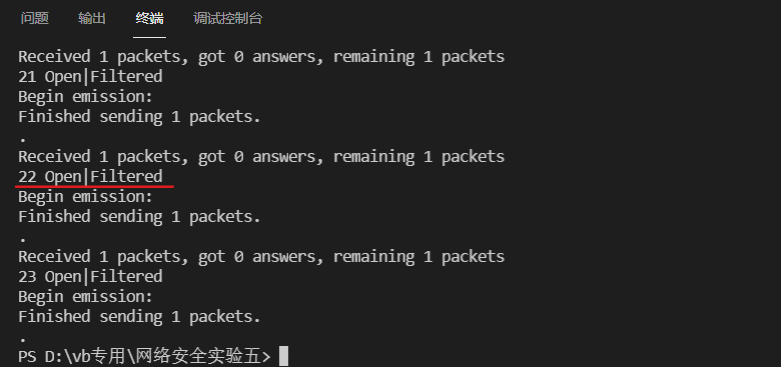 问题 输出 终端 调试控制台
Received 1 packets, got 0 answers, remaining 1 packets
21 Open|Filtered
Begin emission:
Finished sending 1 packets.
.
Received 1 packets, got 0 answers, remaining 1 packets
22 Open|Filtered
Begin emission:
Finished sending 1 packets.
.
Received 1 packets, got 0 answers, remaining 1 packets
23 Open|Filtered
Begin emission:
Finished sending 1 packets.
.
PS D:\vb专用\网络安全实验五>